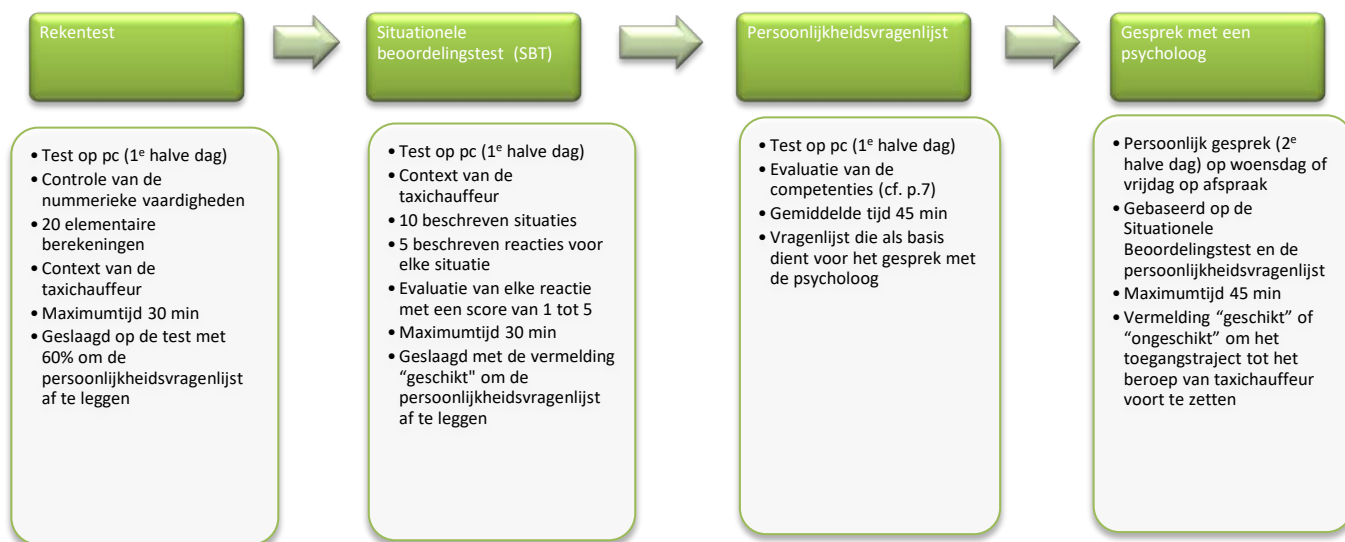 Rekentest
Situationele
beoordelingstest (SBT)
Persoonlijkheidsvragenlijst
Gesprek met een
psycholoog
• Test op pc (1e halve dag)
• Controle van de
nummerieke vaardigheden
• 20 elementaire
berekeningen
• Context van de
taxichauffeur
• Maximumtijd 30 min
• Geslaagd op de test met
60% om de
persoonlijkheidsvragenlijst
af te leggen
• Test op pc (1e halve dag)
• Context van de
taxichauffeur
• 10 beschreven situaties
• 5 beschreven reacties voor
elke situatie
• Evaluatie van elke reactie
met een score van 1 tot 5
• Maximumtijd 30 min
• Geslaagd met de vermelding
“geschikt" om de
persoonlijkheidsvragenlijst
af te leggen
• Test op pc (1e halve dag)
• Evaluatie van de
competenties (cf. p.7)
• Gemiddelde tijd 45 min
• Vragenlijst die als basis
dient voor het gesprek met
de psycholoog
• Persoonlijk gesprek (2e
halve dag) op woensdag of
vrijdag op afspraak
• Gebaseerd op de
Situationele
Beoordelingstest en de
persoonlijkheidsvragenlijst
• Maximumtijd 45 min
• Vermelding “geschikt” of
“ongeschikt” om het
toegangstraject tot het
beroep van taxichauffeur
voort te zetten